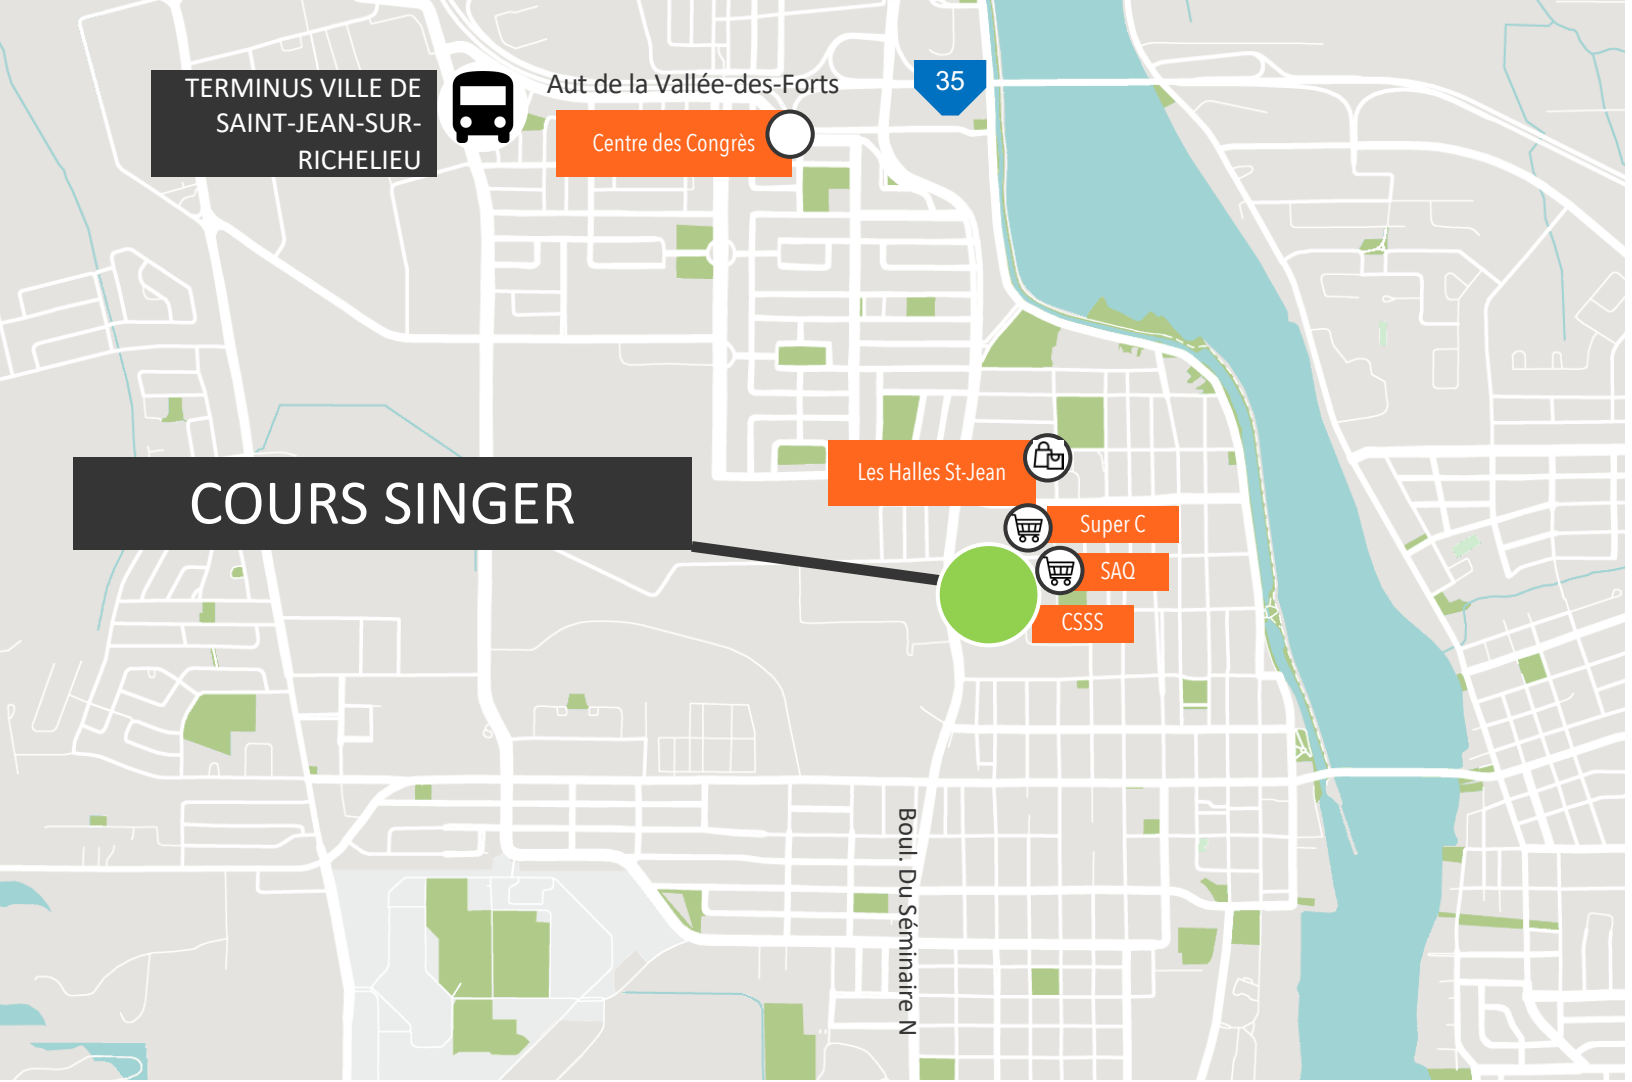 TERMINUS VILLE DE
SAINT-JEAN-SUR-
RICHELIEU
Aut de la Vallée-des-Forts
35
Centre des Congrès
Les Halles St-Jean
COURS SINGER
Super C
SAQ
CSSS
Boul. Du Séminaire N